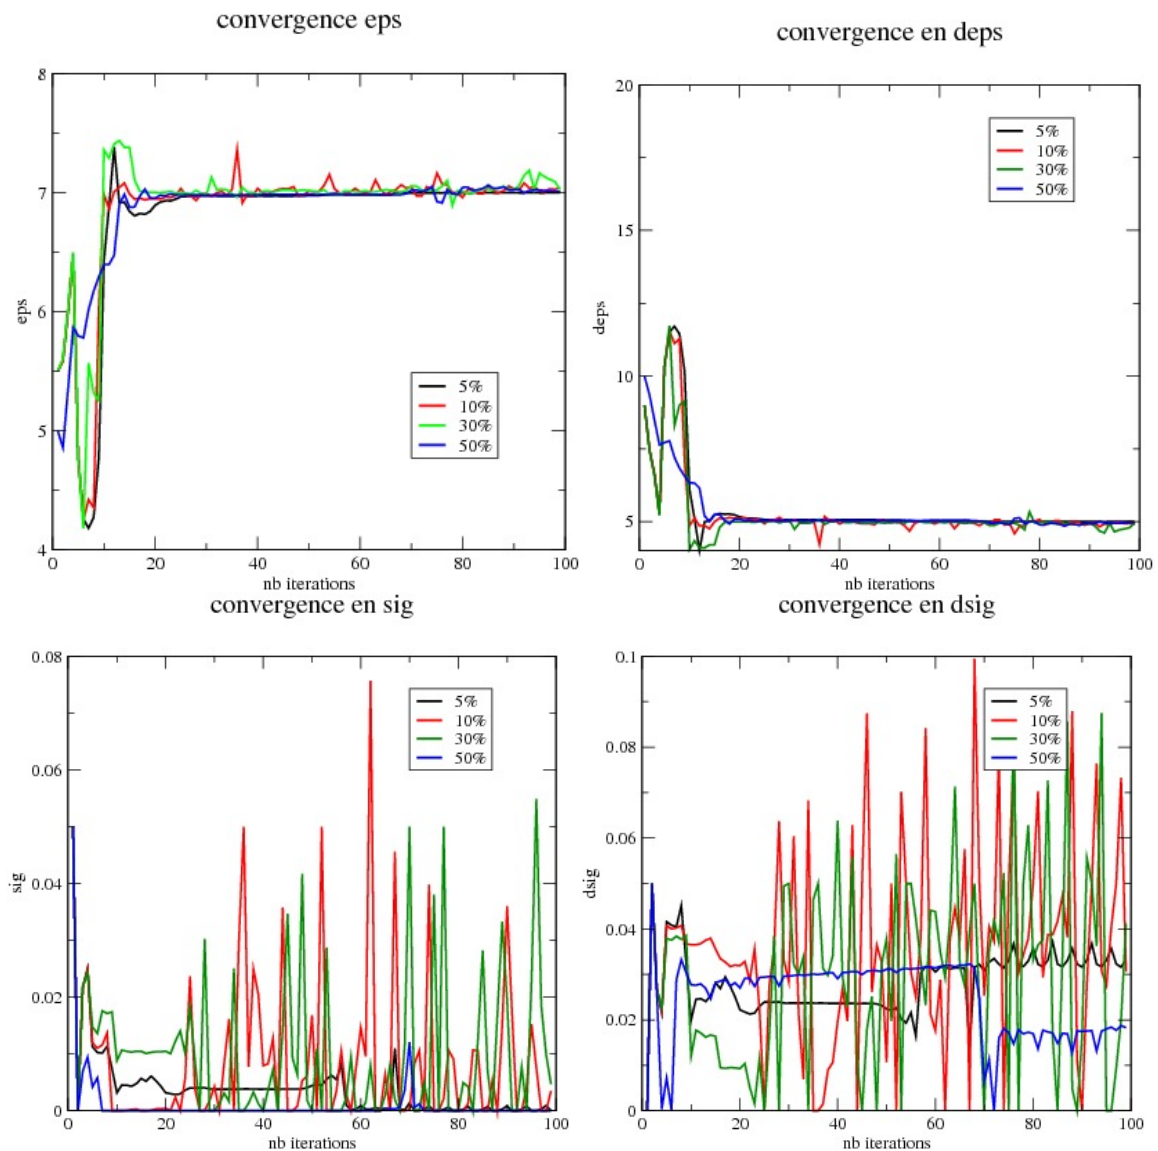 convergence eps
8
7
6
5
4
eps
5%
10%
30%
50%
0 20 40 60 80 100
nb iterations
convergence en deps
20
15
10
5
deps
5%
10%
30%
50%
0 20 40 60 80 100
nb iterations
convergence en sig
0.08
0.06
0.04
0.02
0
sig
5%
10%
30%
50%
0 20 40 60 80 100
nb iterations
convergence en dsig
0.1
0.08
0.06
0.04
0.02
0
dsig
5%
10%
30%
50%
0 20 40 60 80 100
nb iterations